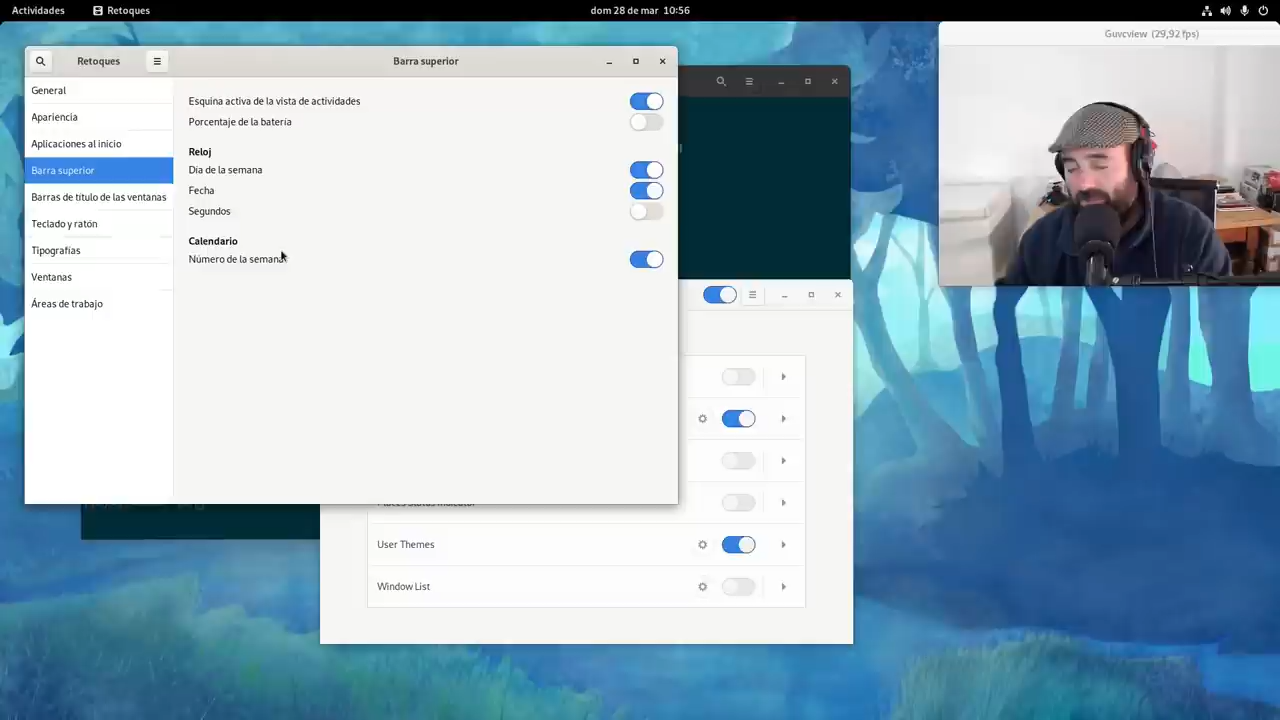 Actividades
Retoques
dom 28 de mar 10:56
Guvcview (29,92 fps)
Retoques
Barra superior
General
Apariencia
Aplicaciones al inicio
Barra superior
Barras de título de las ventanas
Teclado y ratón
Tipografías
Ventanas
Áreas de trabajo
Esquina activa de la vista de actividades
Porcentaje de la batería
Reloj
Día de la semana
Fecha
Segundos
Calendario
Número de la semana
User Themes
Window List